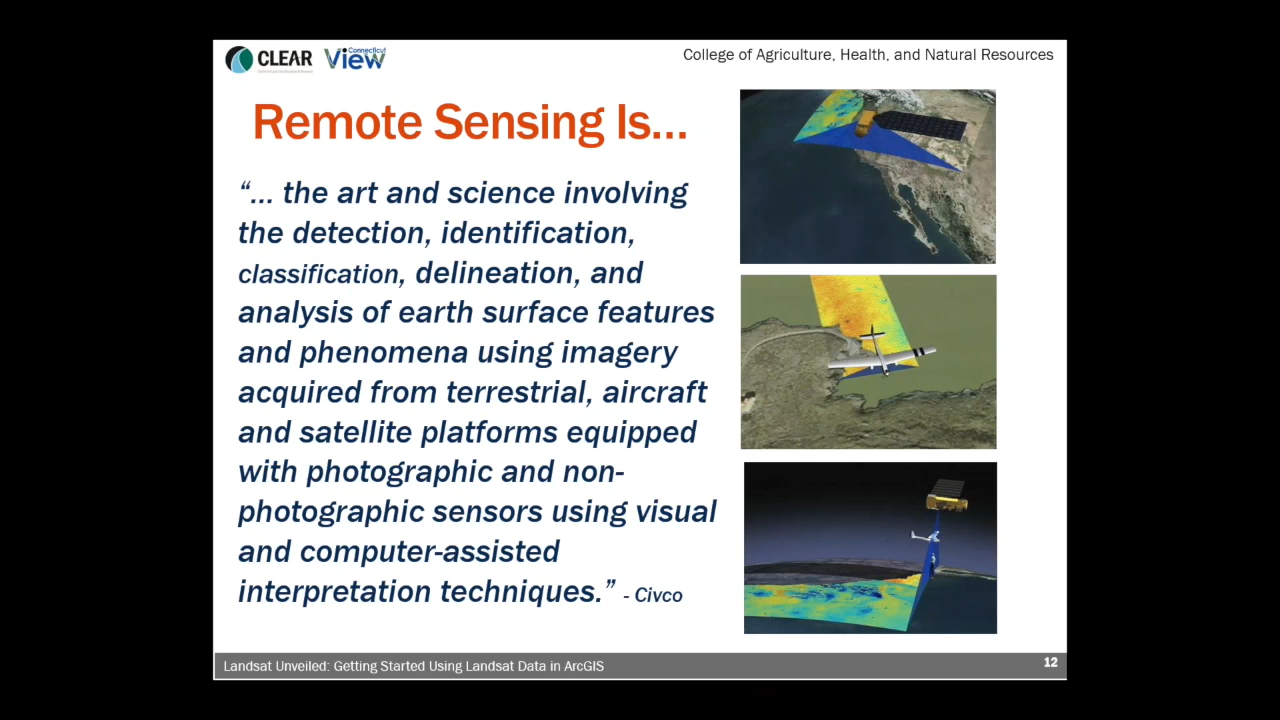 CLEAR
Connecticut
View
College of Agriculture, Health, and Natural Resources
Remote Sensing Is...
“... the art and science involving
the detection, identification,
classification, delineation, and
analysis of earth surface features
and phenomena using imagery
acquired from terrestrial, aircraft
and satellite platforms equipped
with photographic and non-
photographic sensors using visual
and computer-assisted
interpretation techniques.” - Civco
Landsat Unveiled: Getting Started Using Landsat Data in ArcGIS
12